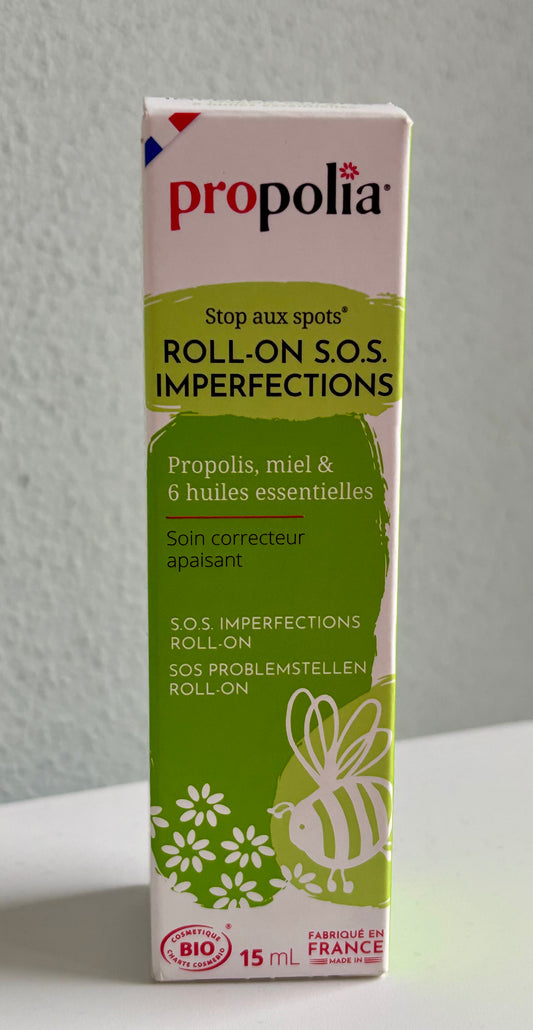 propolia®
Stop aux spots®
ROLL-ON S.O.S.
IMPERFECTIONS
Propolis, miel &
6 huiles essentielles
Soin correcteur
apaisant
S.O.S. IMPERFECTIONS
ROLL-ON
SOS PROBLEMSTELLEN
ROLL-ON
COSMETIQUE
BIO
CHARTE COSMEBIO
®
15 mL
FABRIQUÉ EN
FRANCE
MADE IN